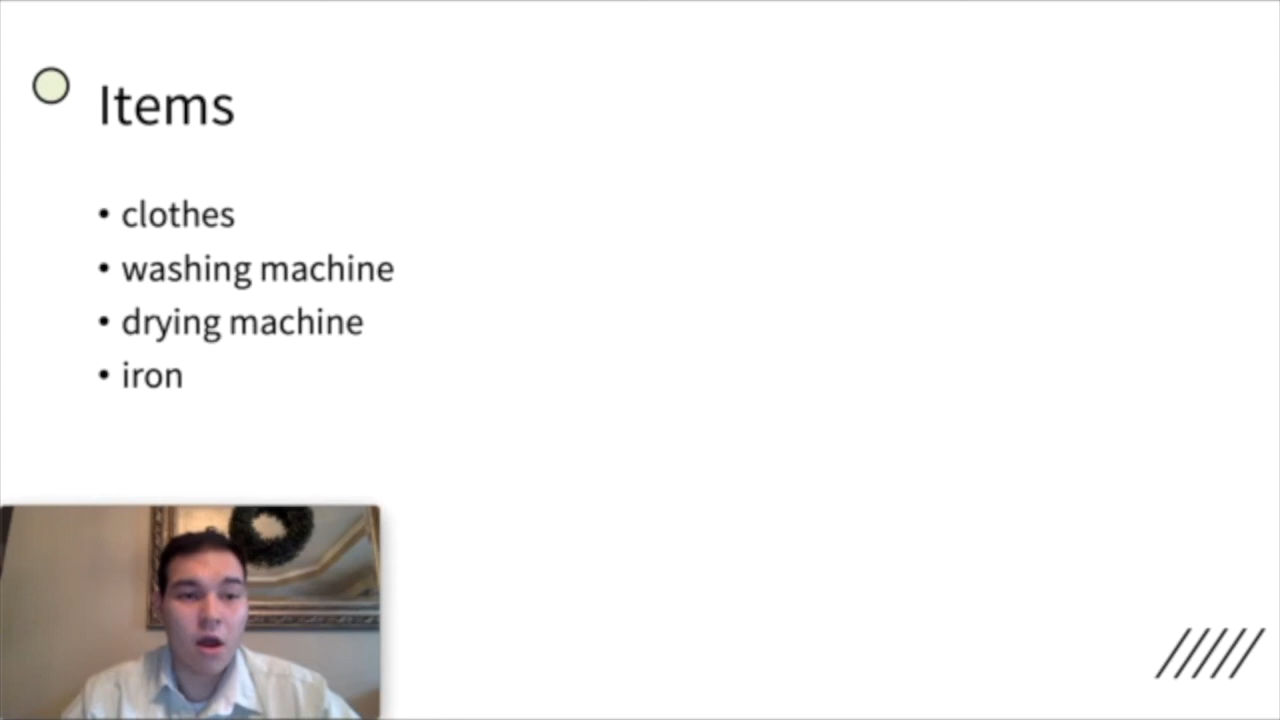 Items
• clothes
• washing machine
• drying machine
• iron